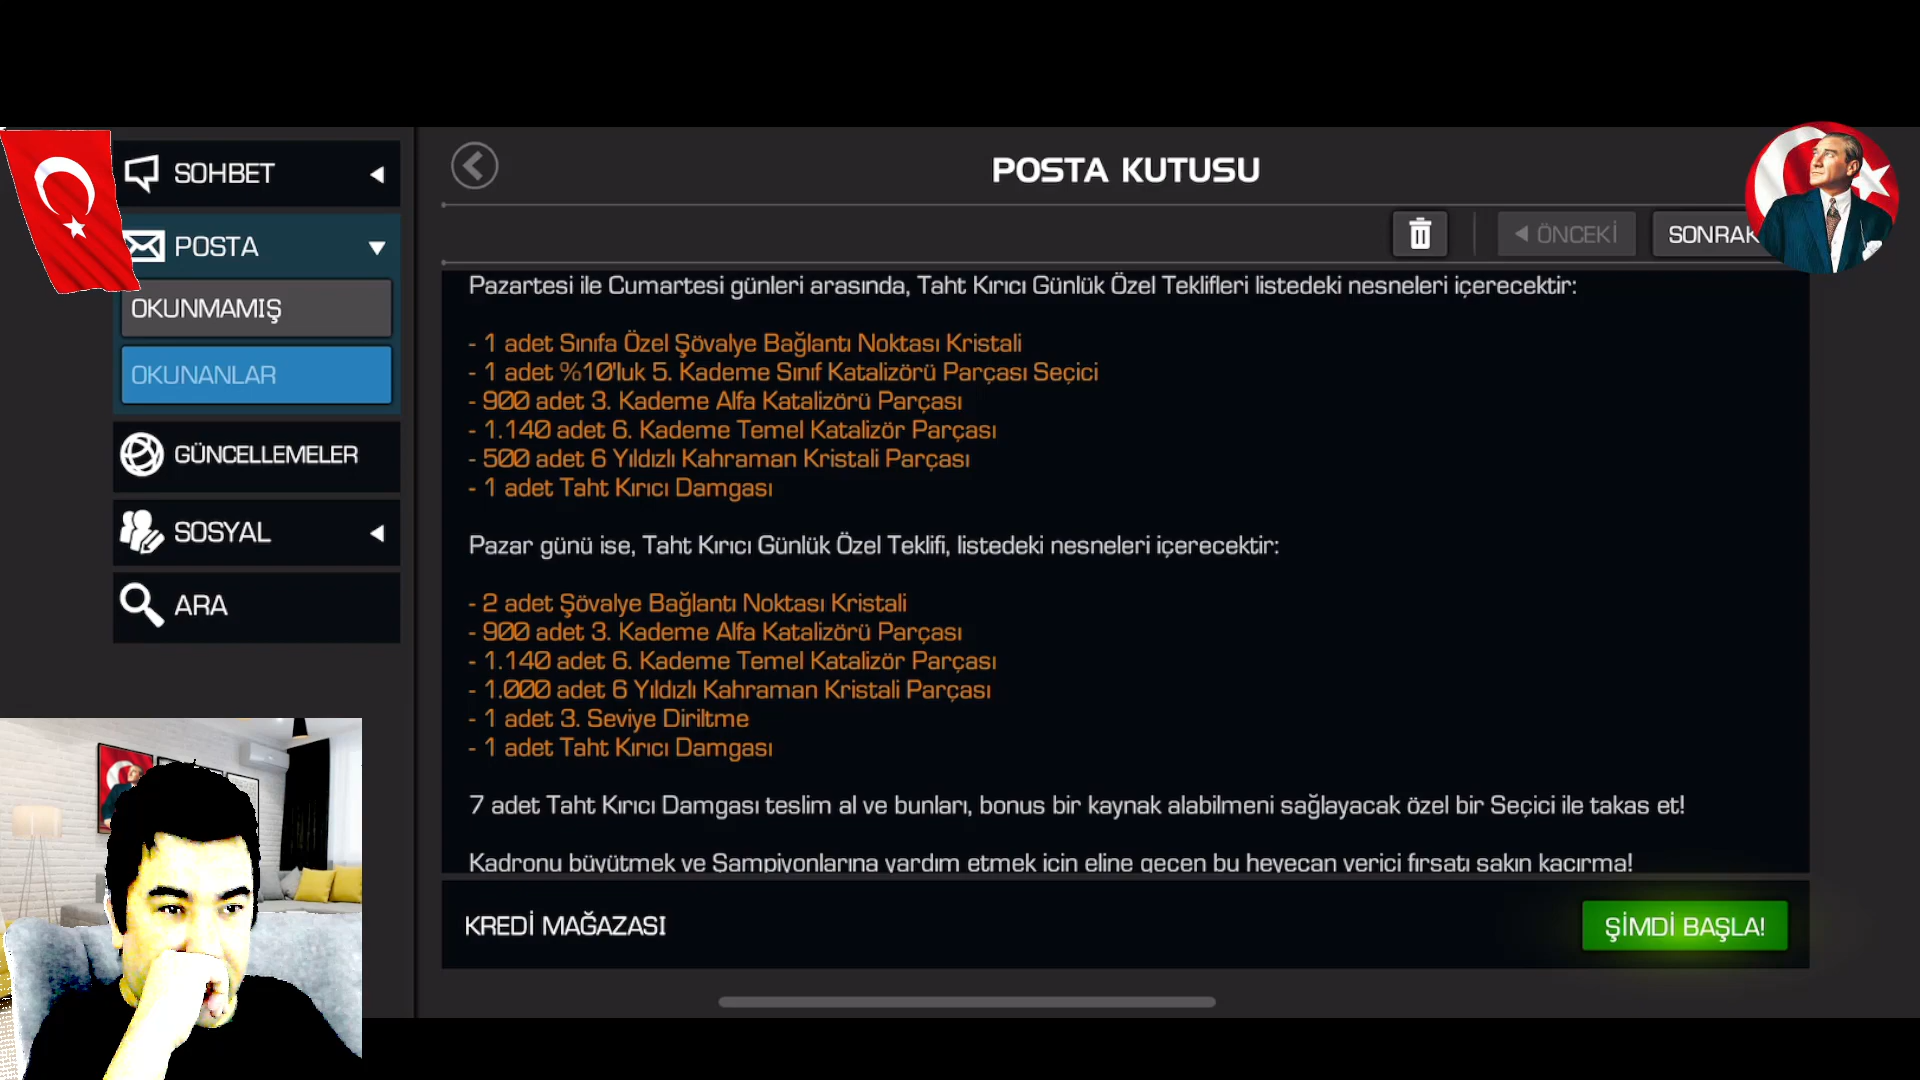 SOHBET
POSTA
OKUNMAMIŞ
OKUNANLAR
GÜNCELLEMELER
SOSYAL
ARA
POSTA KUTUSU
ÖNCEKİ
SONRAK
Pazartesi ile Cumartesi günleri arasında, Taht Kırıcı Günlük Özel Teklifleri listedeki nesneleri içerecektir:
- 1 adet Sınıfa Özel Şövalye Bağlantı Noktası Kristali
- 1 adet %10'luk 5. Kademe Sınıf Katalizörü Parçası Seçici
- 900 adet 3. Kademe Alfa Katalizörü Parçası
- 1.140 adet 6. Kademe Temel Katalizör Parçası
- 500 adet 6 Yıldızlı Kahraman Kristali Parçası
- 1 adet Taht Kırıcı Damgası
Pazar günü ise, Taht Kırıcı Günlük Özel Teklifi, listedeki nesneleri içerecektir:
- 2 adet Şövalye Bağlantı Noktası Kristali
- 900 adet 3. Kademe Alfa Katalizörü Parçası
- 1.140 adet 6. Kademe Temel Katalizör Parçası
- 1.000 adet 6 Yıldızlı Kahraman Kristali Parçası
- 1 adet 3. Seviye Diriltme
- 1 adet Taht Kırıcı Damgası
7 adet Taht Kırıcı Damgası teslim al ve bunları, bonus bir kaynak alabilmeni sağlayacak özel bir Seçici ile takas et!
Kadronu büyütmek ve Şampiyonlarına yardım etmek için eline geçen bu heyecan verici fırsatı sakın kaçırma!
KREDİ MAĞAZASI
ŞİMDİ BAŞLA!